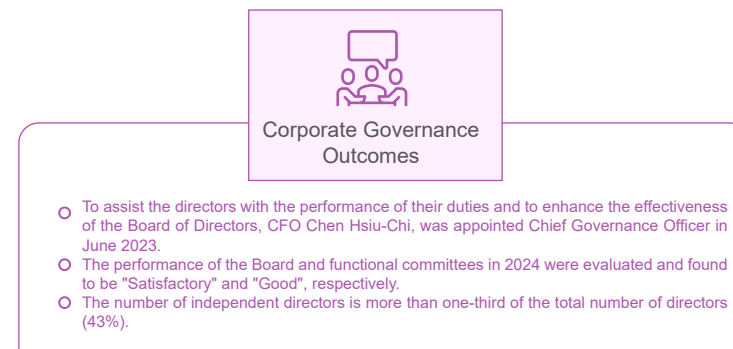 Corporate Governance
Outcomes
To assist the directors with the performance of their duties and to enhance the effectiveness
of the Board of Directors, CFO Chen Hsiu-Chi, was appointed Chief Governance Officer in
June 2023.
The performance of the Board and functional committees in 2024 were evaluated and found
to be "Satisfactory" and "Good", respectively.
The number of independent directors is more than one-third of the total number of directors
(43%).